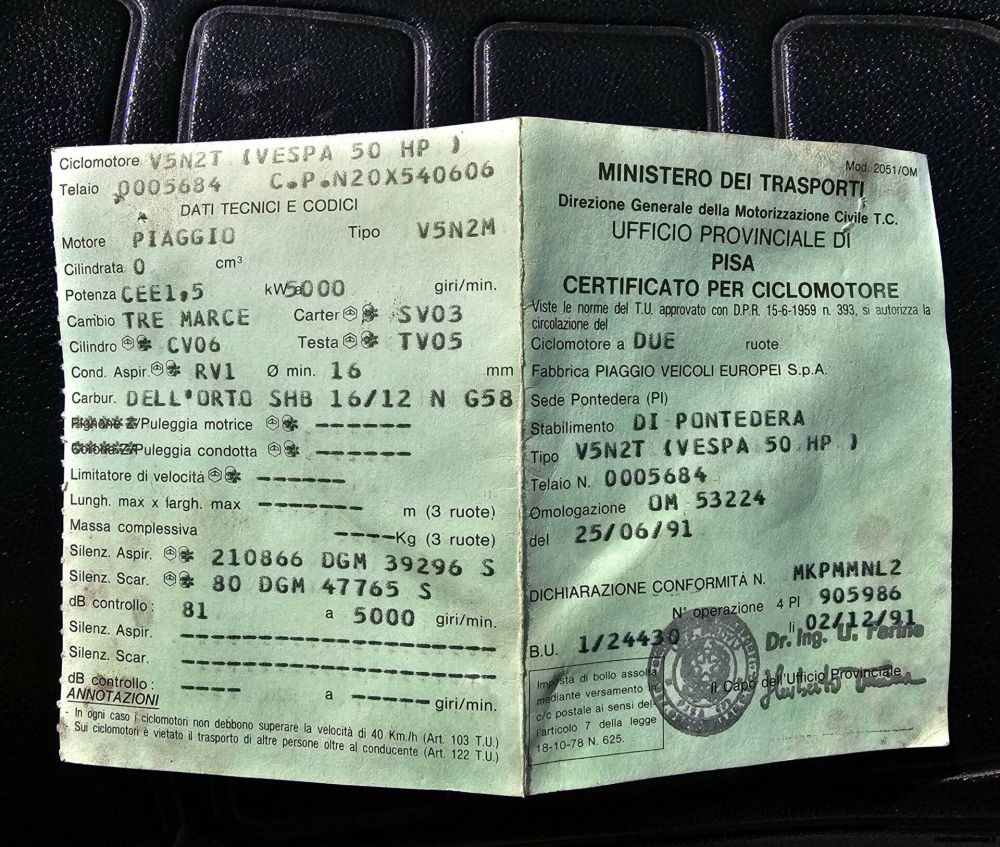 Ciclomotore V5N2T (VESPA 50 HP )
Telaio 0005684 C.P.N20X540606
DATI TECNICI E CODICI
Motore PIAGGIO Tipo V5N2M
Cilindrata 0 cm³
Potenza CEE1,5 kW a 5000 giri/min.
Cambio TRE MARCE Carter SV03
Cilindro CV06 Testa TV05
Cond. Aspir. RV1 Ø min. 16 mm
Carbur. DELL'ORTO SHB 16/12 N G58
Pignone Z/Puleggia motrice -------
Corona Z/Puleggia condotta -------
Limitatore di velocità ------
Lungh. max x largh. max -------- m (3 ruote)
Massa complessiva ----Kg (3 ruote)
Silenz. Aspir. 210866 DGM 39296 S
Silenz. Scar. 80 DGM 47765 S
dB controllo: 81 a 5000 giri/min.
Silenz. Aspir. ------------------------
Silenz. Scar. ------------------------
dB controllo: ---- a ----- giri/min.
ANNOTAZIONI
- In ogni caso i ciclomotori non debbono superare la velocità di 40 Km/h (Art. 103 T.U.)
Sui ciclomotori è vietato il trasporto di altre persone oltre al conducente (Art. 122 T.U.)
Mod. 2051/OM
MINISTERO DEI TRASPORTI
Direzione Generale della Motorizzazione Civile T.C.
UFFICIO PROVINCIALE DI
PISA
CERTIFICATO PER CICLOMOTORE
Viste le norme del T.U. approvato con D.P.R. 15-6-1959 n. 393, si autorizza la
circolazione del
Ciclomotore a DUE ruote
Fabbrica PIAGGIO VEICOLI EUROPEI S.p.A.
Sede Pontedera (PI)
Stabilimento DI PONTEDERA
Tipo V5N2T (VESPA 50 HP )
Telaio N. 0005684
Omologazione OM 53224
del 25/06/91
DICHIARAZIONE CONFORMITÀ N. MKPMMNL2
N° operazione 4 PI 905986
B.U. 1/24430 li 02/12/91
Dr. Ing. U.
Il Capo dell'Ufficio Provinciale
Imposta di bollo assolta
mediante versamento in
c/c postale ai sensi del-
l'articolo 7 della legge
18-10-78 N. 625.